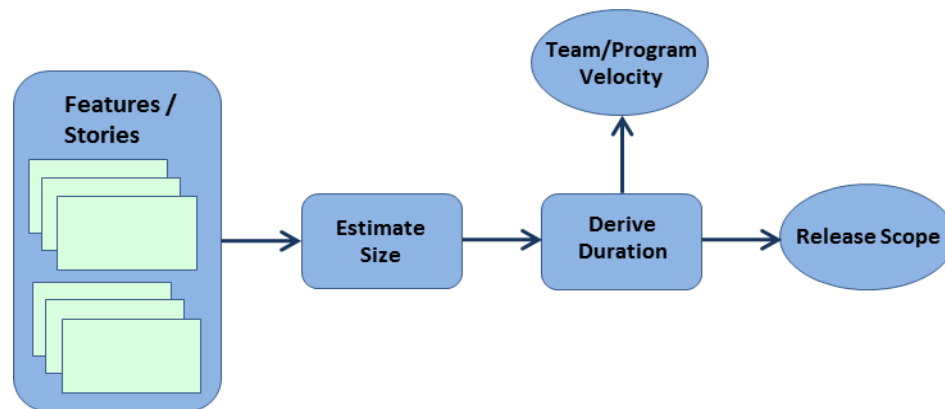 Features /
Stories
Estimate
Size
Derive
Duration
Team/Program
Velocity
Release Scope